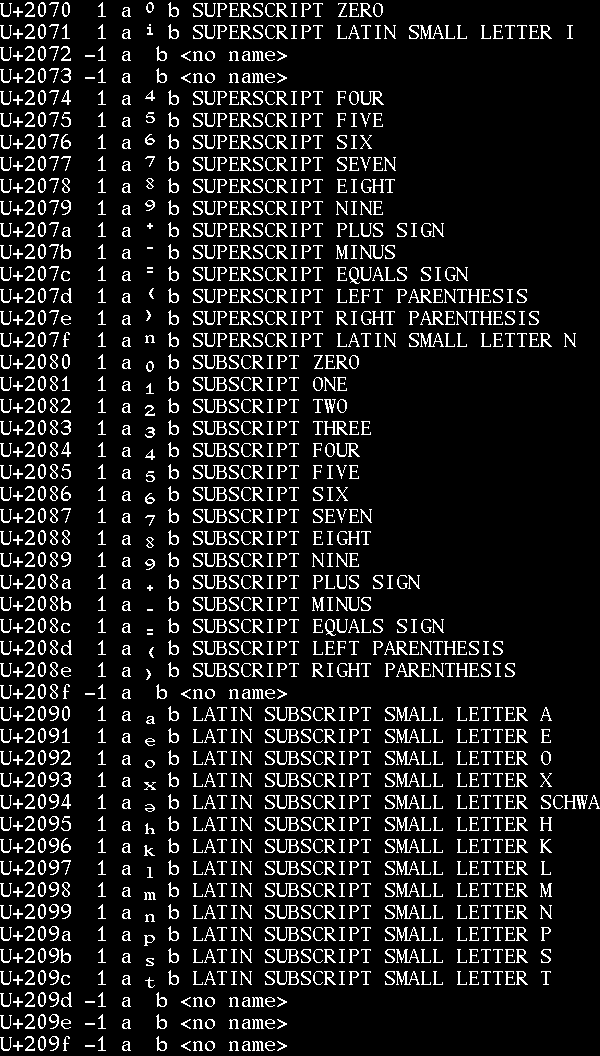 U+2070  1 a ⁰ b SUPERSCRIPT ZERO
U+2071  1 a ⁱ b SUPERSCRIPT LATIN SMALL LETTER I
U+2072 -1 a  b <no name>
U+2073 -1 a  b <no name>
U+2074  1 a ⁴ b SUPERSCRIPT FOUR
U+2075  1 a ⁵ b SUPERSCRIPT FIVE
U+2076  1 a ⁶ b SUPERSCRIPT SIX
U+2077  1 a ⁷ b SUPERSCRIPT SEVEN
U+2078  1 a ⁸ b SUPERSCRIPT EIGHT
U+2079  1 a ⁹ b SUPERSCRIPT NINE
U+207a  1 a ⁺ b SUPERSCRIPT PLUS SIGN
U+207b  1 a ⁻ b SUPERSCRIPT MINUS
U+207c  1 a ⁼ b SUPERSCRIPT EQUALS SIGN
U+207d  1 a ⁽ b SUPERSCRIPT LEFT PARENTHESIS
U+207e  1 a ⁾ b SUPERSCRIPT RIGHT PARENTHESIS
U+207f  1 a ⁿ b SUPERSCRIPT LATIN SMALL LETTER N
U+2080  1 a ₀ b SUBSCRIPT ZERO
U+2081  1 a ₁ b SUBSCRIPT ONE
U+2082  1 a ₂ b SUBSCRIPT TWO
U+2083  1 a ₃ b SUBSCRIPT THREE
U+2084  1 a ₄ b SUBSCRIPT FOUR
U+2085  1 a ₅ b SUBSCRIPT FIVE
U+2086  1 a ₆ b SUBSCRIPT SIX
U+2087  1 a ₇ b SUBSCRIPT SEVEN
U+2088  1 a ₈ b SUBSCRIPT EIGHT
U+2089  1 a ₉ b SUBSCRIPT NINE
U+208a  1 a ₊ b SUBSCRIPT PLUS SIGN
U+208b  1 a ₋ b SUBSCRIPT MINUS
U+208c  1 a ₌ b SUBSCRIPT EQUALS SIGN
U+208d  1 a ₍ b SUBSCRIPT LEFT PARENTHESIS
U+208e  1 a ₎ b SUBSCRIPT RIGHT PARENTHESIS
U+208f -1 a  b <no name>
U+2090  1 a ₐ b LATIN SUBSCRIPT SMALL LETTER A
U+2091  1 a ₑ b LATIN SUBSCRIPT SMALL LETTER E
U+2092  1 a ₒ b LATIN SUBSCRIPT SMALL LETTER O
U+2093  1 a ₓ b LATIN SUBSCRIPT SMALL LETTER X
U+2094  1 a ₔ b LATIN SUBSCRIPT SMALL LETTER SCHWA
U+2095  1 a ₕ b LATIN SUBSCRIPT SMALL LETTER H
U+2096  1 a ₖ b LATIN SUBSCRIPT SMALL LETTER K
U+2097  1 a ₗ b LATIN SUBSCRIPT SMALL LETTER L
U+2098  1 a ₘ b LATIN SUBSCRIPT SMALL LETTER M
U+2099  1 a ₙ b LATIN SUBSCRIPT SMALL LETTER N
U+209a  1 a ₚ b LATIN SUBSCRIPT SMALL LETTER P
U+209b  1 a ₛ b LATIN SUBSCRIPT SMALL LETTER S
U+209c  1 a ₜ b LATIN SUBSCRIPT SMALL LETTER T
U+209d -1 a  b <no name>
U+209e -1 a  b <no name>
U+209f -1 a  b <no name>